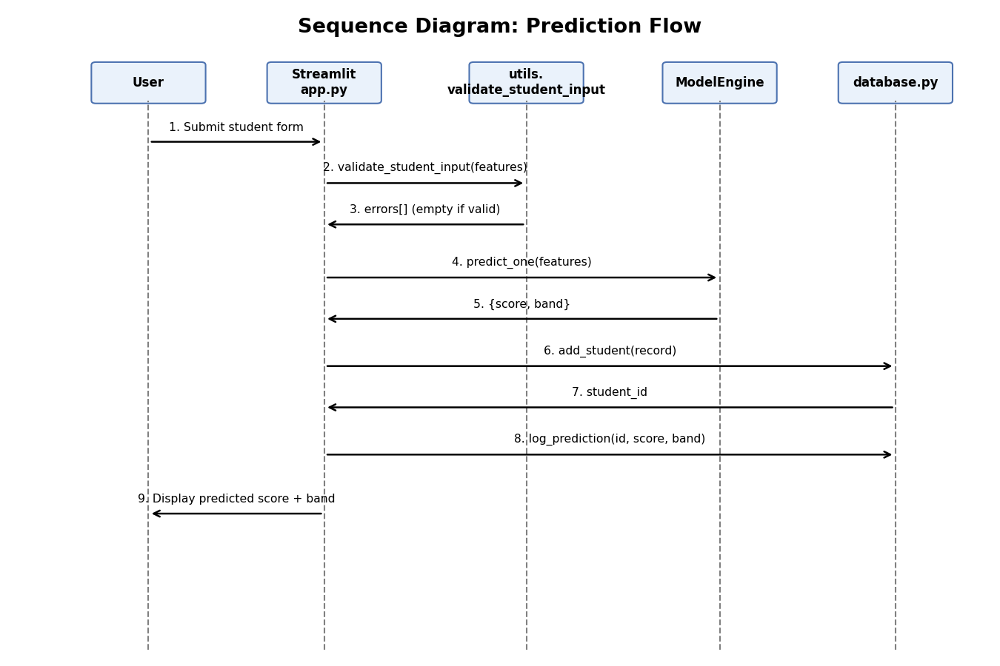 Sequence Diagram: Prediction Flow
User
Streamlit
app.py
utils.
validate_student_input
ModelEngine
database.py
1. Submit student form
2. validate_student_input(features)
3. errors[] (empty if valid)
4. predict_one(features)
5. {score, band}
6. add_student(record)
7. student_id
8. log_prediction(id, score, band)
9. Display predicted score + band